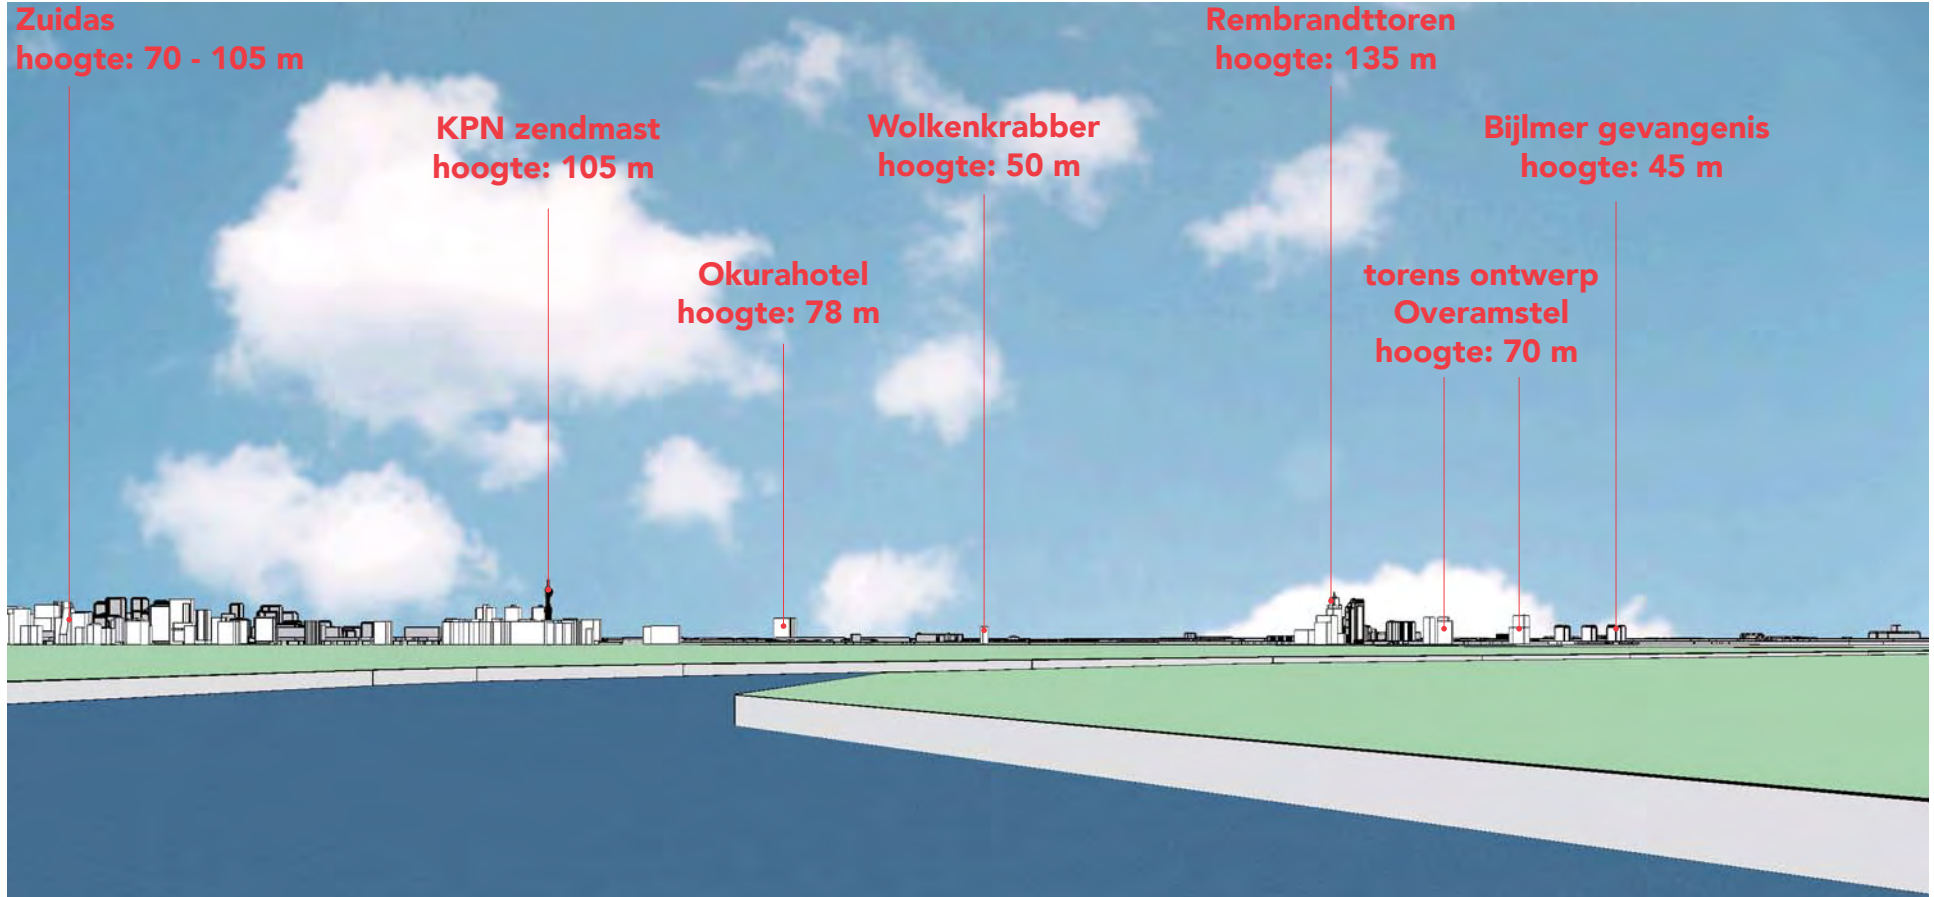 Zuidas
hoogte: 70 - 105 m
Rembrandttoren
hoogte: 135 m
KPN zendmast
hoogte: 105 m
Wolkenkrabber
hoogte: 50 m
Bijlmer gevangenis
hoogte: 45 m
Okurahotel
hoogte: 78 m
torens ontwerp
Overamstel
hoogte: 70 m